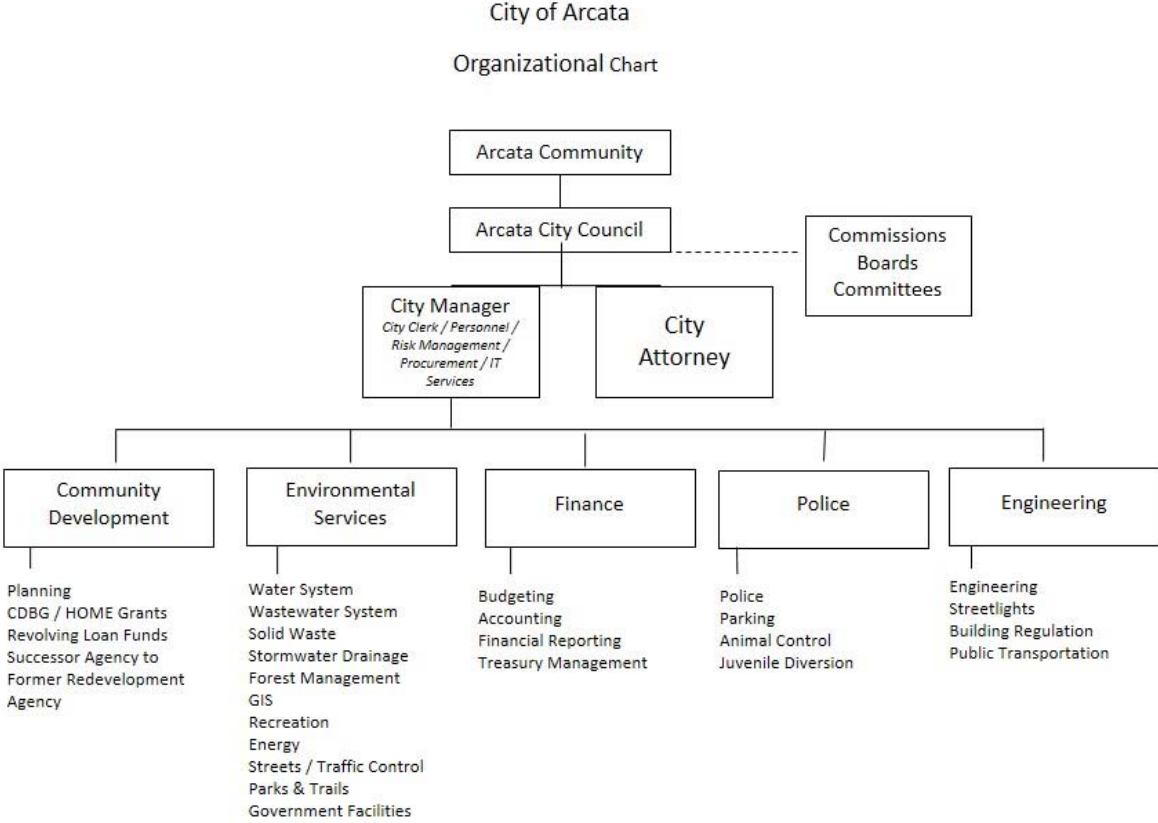 City of Arcata
Organizational Chart
Arcata Community
Arcata City Council
Commissions
Boards
Committees
City Manager
City Clerk / Personnel /
Risk Management /
Procurement / IT
Services
City
Attorney
Community
Development
Environmental
Services
Finance
Police
Engineering
Planning
CDBG / HOME Grants
Revolving Loan Funds
Successor Agency to
Former Redevelopment
Agency
Water System
Wastewater System
Solid Waste
Stormwater Drainage
Forest Management
GIS
Recreation
Energy
Streets / Traffic Control
Parks & Trails
Government Facilities
Budgeting
Accounting
Financial Reporting
Treasury Management
Police
Parking
Animal Control
Juvenile Diversion
Engineering
Streetlights
Building Regulation
Public Transportation